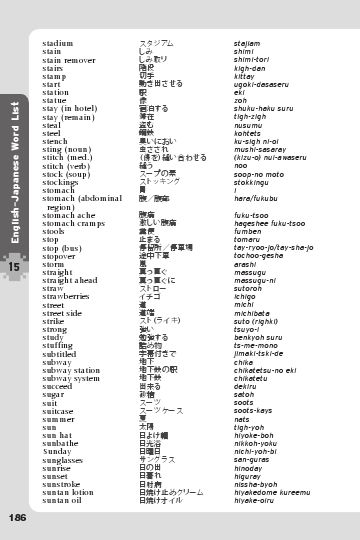 stadium スタジアム stajiam
stain しみ shimi
stain remover しみ取り shimi-tori
stairs 階段 kigh-dan
stamp 切手 kittay
start 動き出させる ugoki-dasaseru
station 駅 eki
statue 像 zoh
stay (in hotel) 宿泊する shuku-haku suru
stay (remain) 滞在 tigh-zigh
steal 盗む nusumu
steel 鋼鉄 kohtets
stench 臭いにおい ku-sigh ni-oi
sting (noun) 虫さされ mushi-sasaray
stitch (med.) (傷を) 縫い合わせる (kizu-o) nui-awaseru
stitch (verb) 縫う noo
stock (soup) スープの素 soop-no moto
stockings ストッキング stokkingu
stomach 胃 i
stomach (abdominal region) 腹／腹部 hara/fukubu
stomach ache 腹痛 fuku-tsoo
stomach cramps 激しい腹痛 hageshee fuku-tsoo
stools 糞便 fumben
stop 止まる tomaru
stop (bus) 停留所／停車場 tay-ryoo-jo/tay-sha-jo
stopover 途中下車 tochoo-gesha
storm 嵐 arashi
straight 真っ直ぐ massugu
straight ahead 真っ直ぐに massugu-ni
straw ストロー sutoroh
strawberries イチゴ ichigo
street 道 michi
street side 道端 michibata
strike スト(ライキ) suto (righki)
strong 強い tsuyo-i
study 勉強する benkyoh suru
stuffing 詰め物 ts-me-mono
subtitled 字幕付きで jimaki-tski-de
subway 地下 chika
subway station 地下鉄の駅 chikatetsu-no eki
subway system 地下鉄 chikatetu
succeed 出来る dekiru
sugar 砂糖 satoh
suit スーツ soots
suitcase スーツケース soots-kays
summer 夏 nats
sun 太陽 tigh-yoh
sun hat 日よけ帽 hiyoke-boh
sunbathe 日光浴 nikkoh-yoku
Sunday 日曜日 nichi-yoh-bi
sunglasses サングラス san-guras
sunrise 日の出 hinoday
sunset 日暮れ higuray
sunstroke 日射病 nissha-byoh
suntan lotion 日焼け止めクリーム hiyakedome kureemu
suntan oil 日焼けオイル hiyake-oiru
English-Japanese Word List
15
186